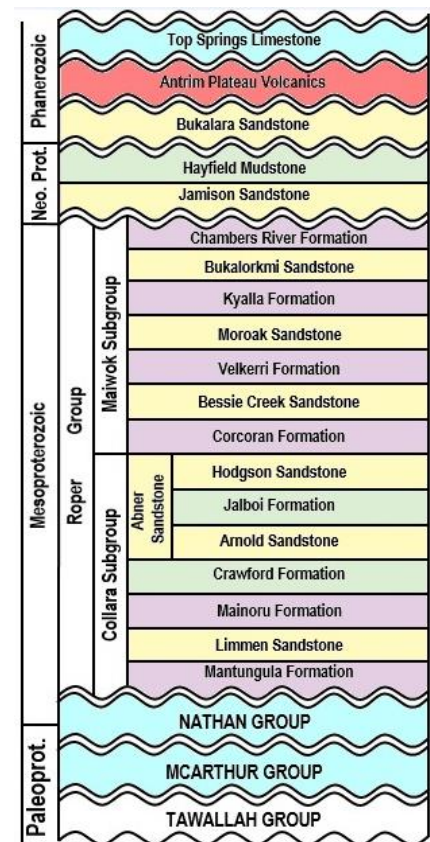 Phanerozoic
Top Springs Limestone
Antrim Plateau Volcanics
Bukalara Sandstone
Neo. Prot.
Hayfield Mudstone
Jamison Sandstone
Mesoproterozoic
Roper Group
Maiwok Subgroup
Chambers River Formation
Bukalorkmi Sandstone
Kyalla Formation
Moroak Sandstone
Velkerri Formation
Bessie Creek Sandstone
Corcoran Formation
Collara Subgroup
Abner
Sandstone
Hodgson Sandstone
Jalboi Formation
Arnold Sandstone
Crawford Formation
Mainoru Formation
Limmen Sandstone
Mantungula Formation
NATHAN GROUP
Paleoprot.
MCARTHUR GROUP
TAWALLAH GROUP